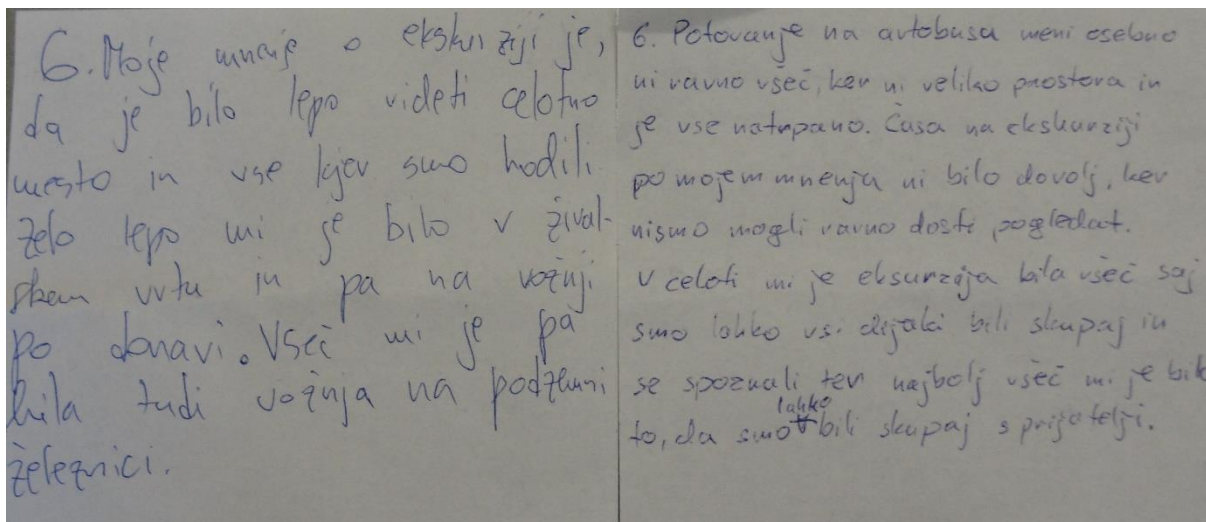 6. Moje mnenje o ekskurziji je,
da je bilo lepo videti celotno
mesto in vse kjer smo hodili.
Zelo lepo mi je bilo v žival-
skem vrtu in pa na vožnji
po donavi. Všeč mi je pa
bila tudi vožnja na podzemni
železnici.
6. Potovanje na avtobusa meni osebno
ni ravno všeč, ker ni veliko prostora in
je vse natrpano. Časa na ekskurziji
po mojem mnenja ni bilo dovolj, ker
nismo mogli ravno dosti pogledat.
V celoti mi je eksurzija bila všeč saj
smo lahko vsi dijaki bili skupaj in
se spoznali ter najbolj všeč mi je bilo
to, da smo lahko bili skupaj s prijatelji.